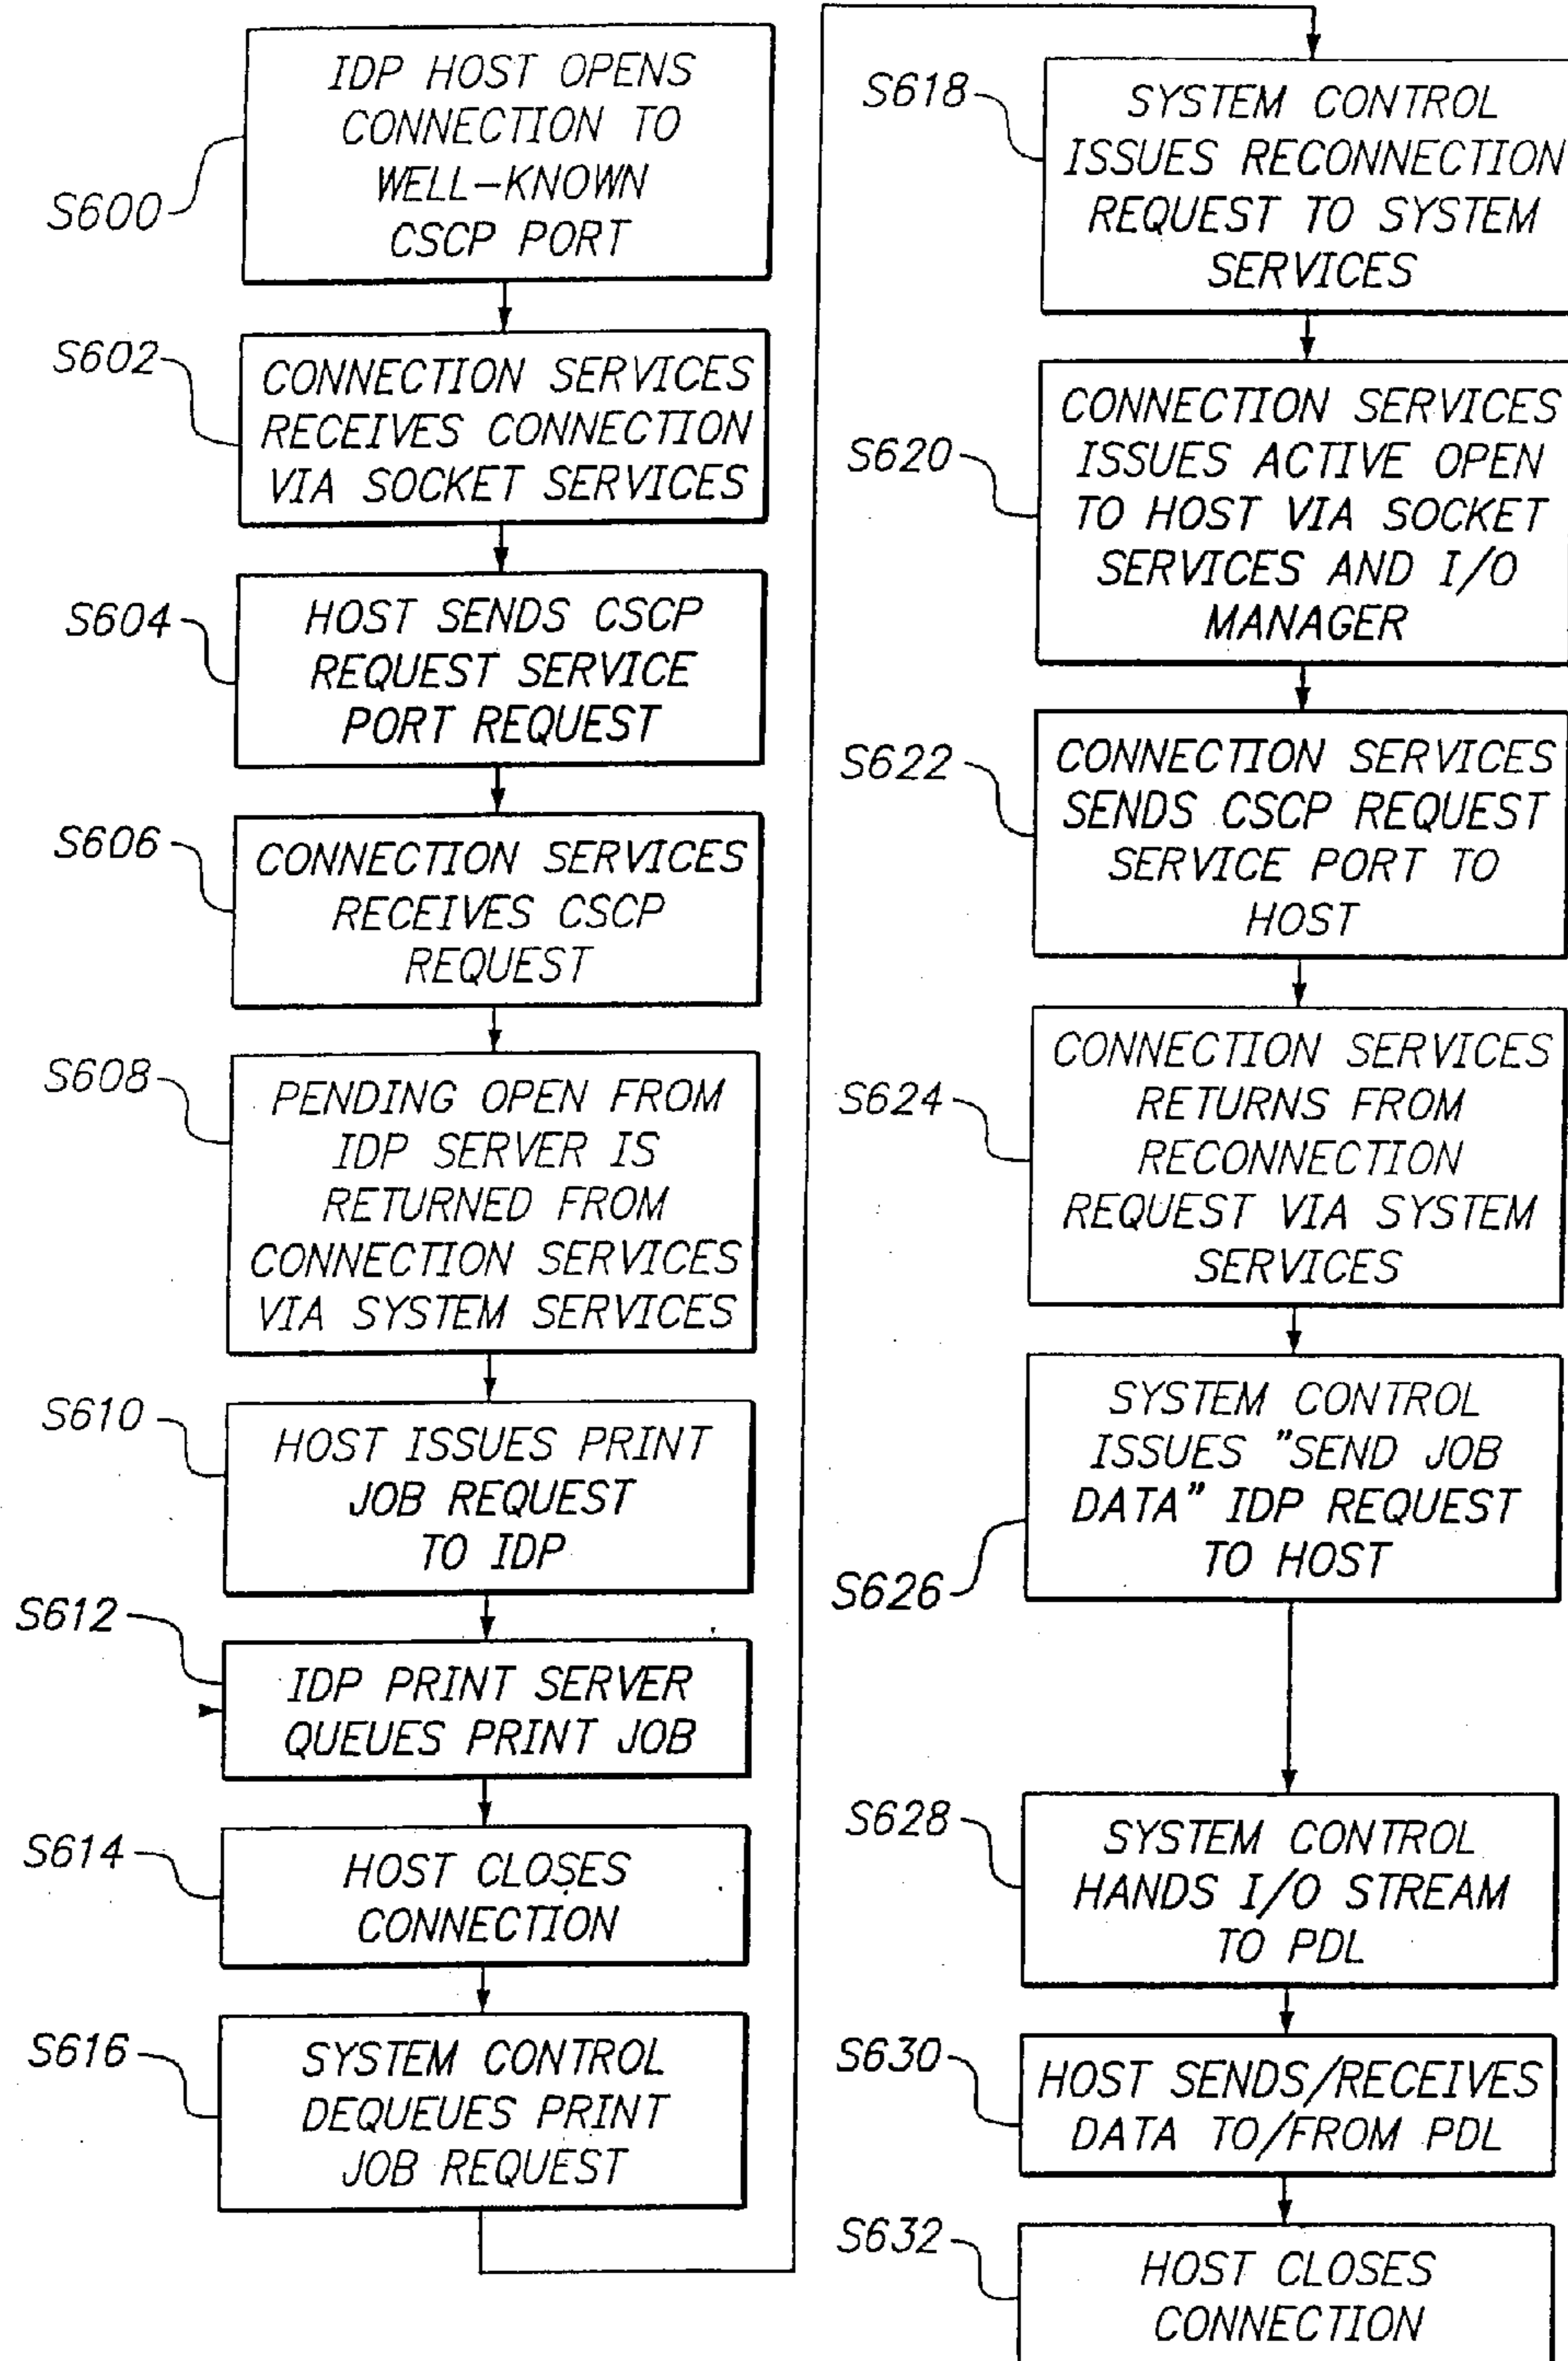 S600
IDP HOST OPENS
CONNECTION TO
WELL-KNOWN
CSCP PORT
S602
CONNECTION SERVICES
RECEIVES CONNECTION
VIA SOCKET SERVICES
S604
HOST SENDS CSCP
REQUEST SERVICE
PORT REQUEST
S606
CONNECTION SERVICES
RECEIVES CSCP
REQUEST
S608
PENDING OPEN FROM
IDP SERVER IS
RETURNED FROM
CONNECTION SERVICES
VIA SYSTEM SERVICES
S610
HOST ISSUES PRINT
JOB REQUEST
TO IDP
S612
IDP PRINT SERVER
QUEUES PRINT JOB
S614
HOST CLOSES
CONNECTION
S616
SYSTEM CONTROL
DEQUEUES PRINT
JOB REQUEST
S618
SYSTEM CONTROL
ISSUES RECONNECTION
REQUEST TO SYSTEM
SERVICES
S620
CONNECTION SERVICES
ISSUES ACTIVE OPEN
TO HOST VIA SOCKET
SERVICES AND I/O
MANAGER
S622
CONNECTION SERVICES
SENDS CSCP REQUEST
SERVICE PORT TO
HOST
S624
CONNECTION SERVICES
RETURNS FROM
RECONNECTION
REQUEST VIA SYSTEM
SERVICES
S626
SYSTEM CONTROL
ISSUES "SEND JOB
DATA" IDP REQUEST
TO HOST
S628
SYSTEM CONTROL
HANDS I/O STREAM
TO PDL
S630
HOST SENDS/RECEIVES
DATA TO/FROM PDL
S632
HOST CLOSES
CONNECTION